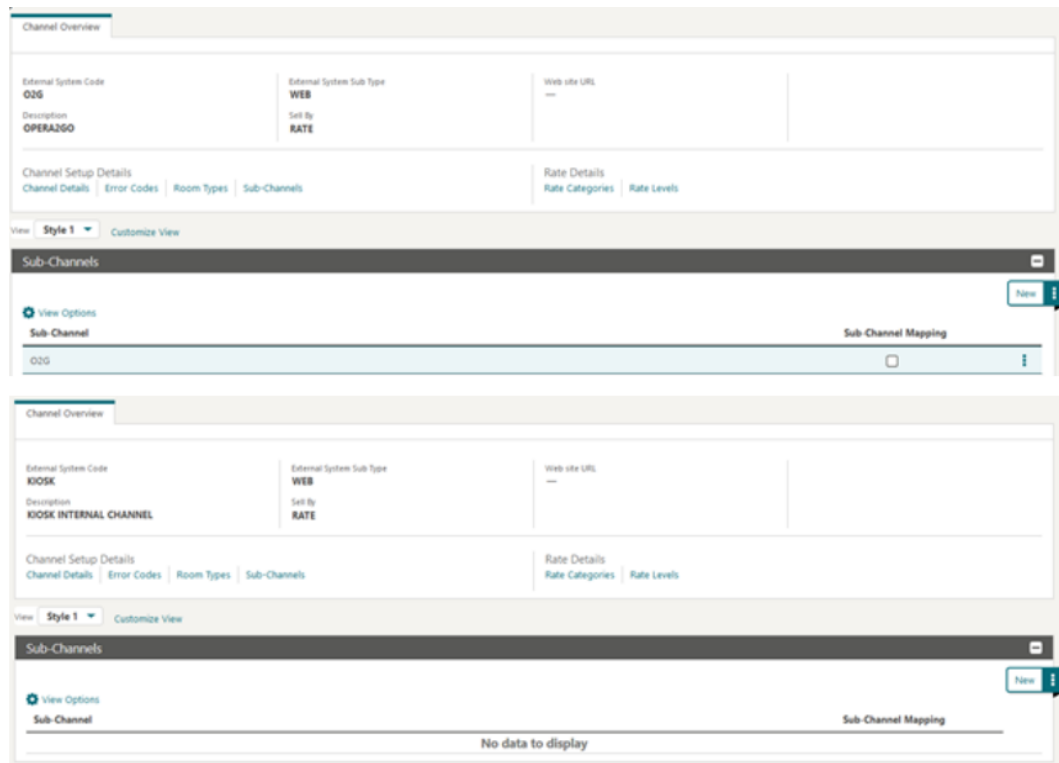 Channel Overview
External System Code External System Sub Type Web site URL
O2G WEB —
Description Sell By
OPERA2GO RATE
Channel Setup Details Rate Details
Channel Details Error Codes Room Types Sub-Channels Rate Categories Rate Levels
View Style 1 Customize View
Sub-Channels
New
View Options
Sub-Channel Sub-Channel Mapping
O2G
Channel Overview
External System Code External System Sub Type Web site URL
KIOSK WEB —
Description Sell By
KIOSK INTERNAL CHANNEL RATE
Channel Setup Details Rate Details
Channel Details Error Codes Room Types Sub-Channels Rate Categories Rate Levels
View Style 1 Customize View
Sub-Channels
New
View Options
Sub-Channel Sub-Channel Mapping
No data to display